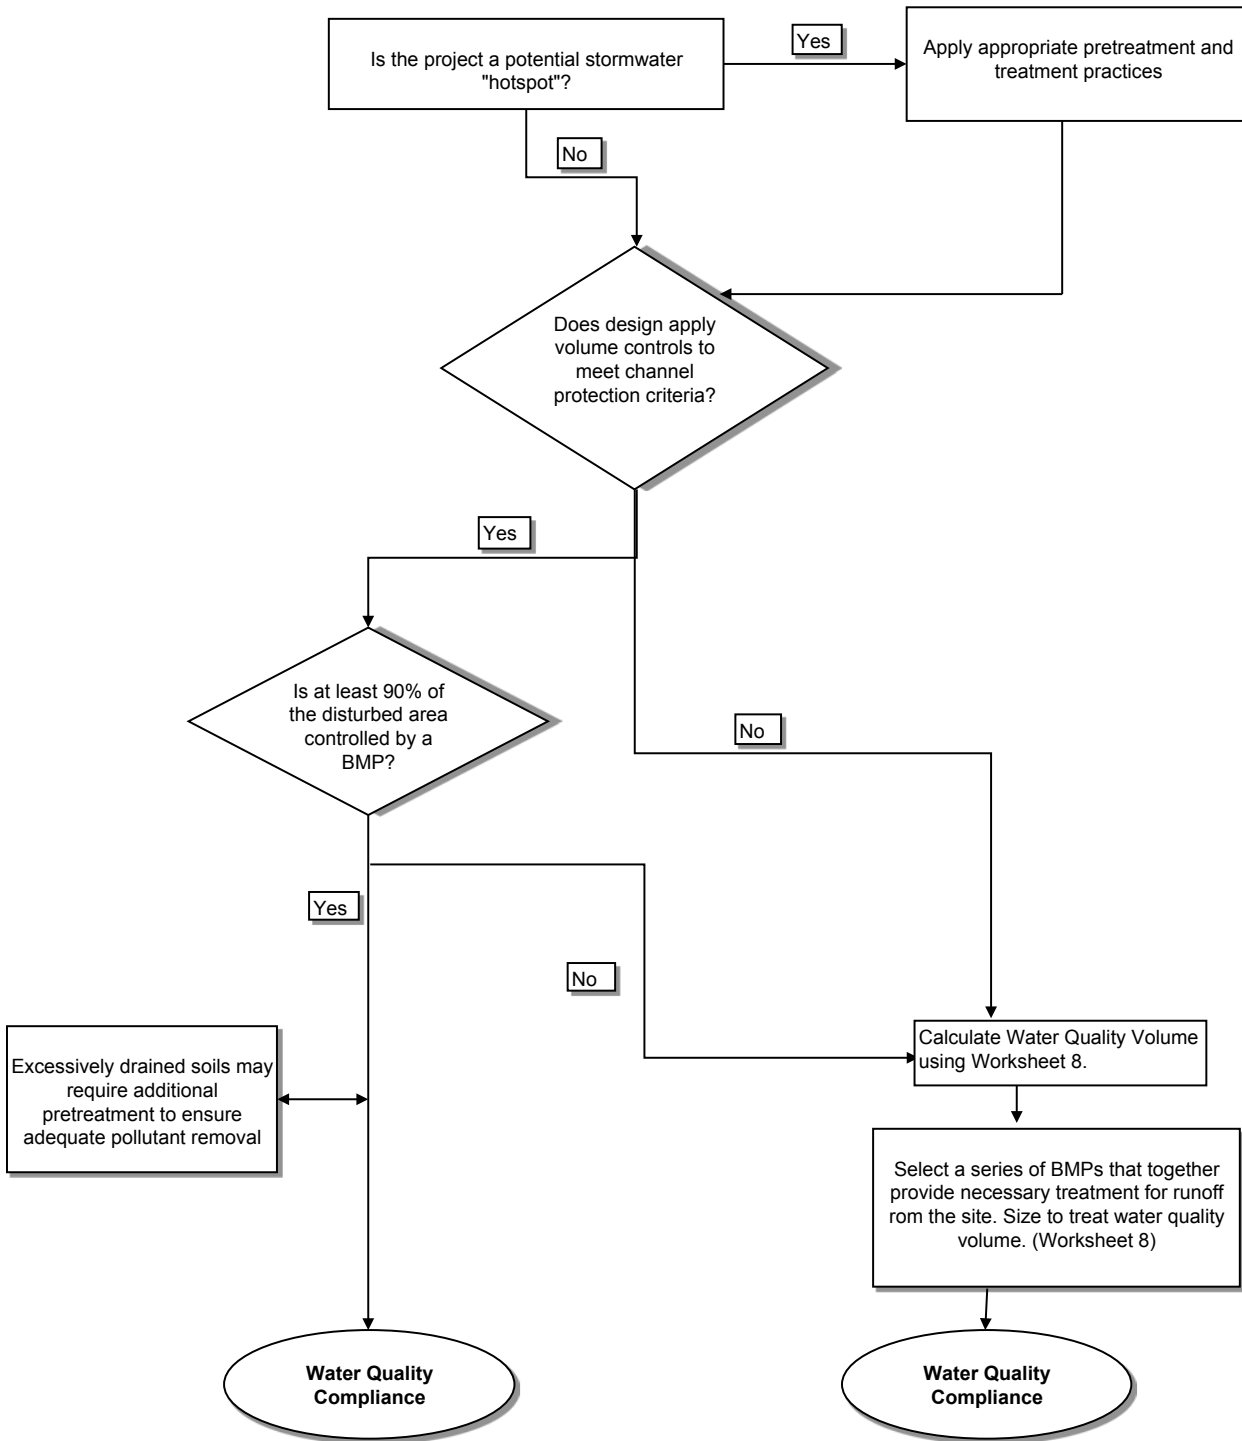 Is the project a potential stormwater
"hotspot"?
Yes
Apply appropriate pretreatment and
treatment practices
No
Does design apply
volume controls to
meet channel
protection criteria?
Yes
Is at least 90% of
the disturbed area
controlled by a
BMP?
No
Yes
No
Excessively drained soils may
require additional
pretreatment to ensure
adequate pollutant removal
Calculate Water Quality Volume
using Worksheet 8.
Select a series of BMPs that together
provide necessary treatment for runoff
rom the site. Size to treat water quality
volume. (Worksheet 8)
Water Quality
Compliance
Water Quality
Compliance